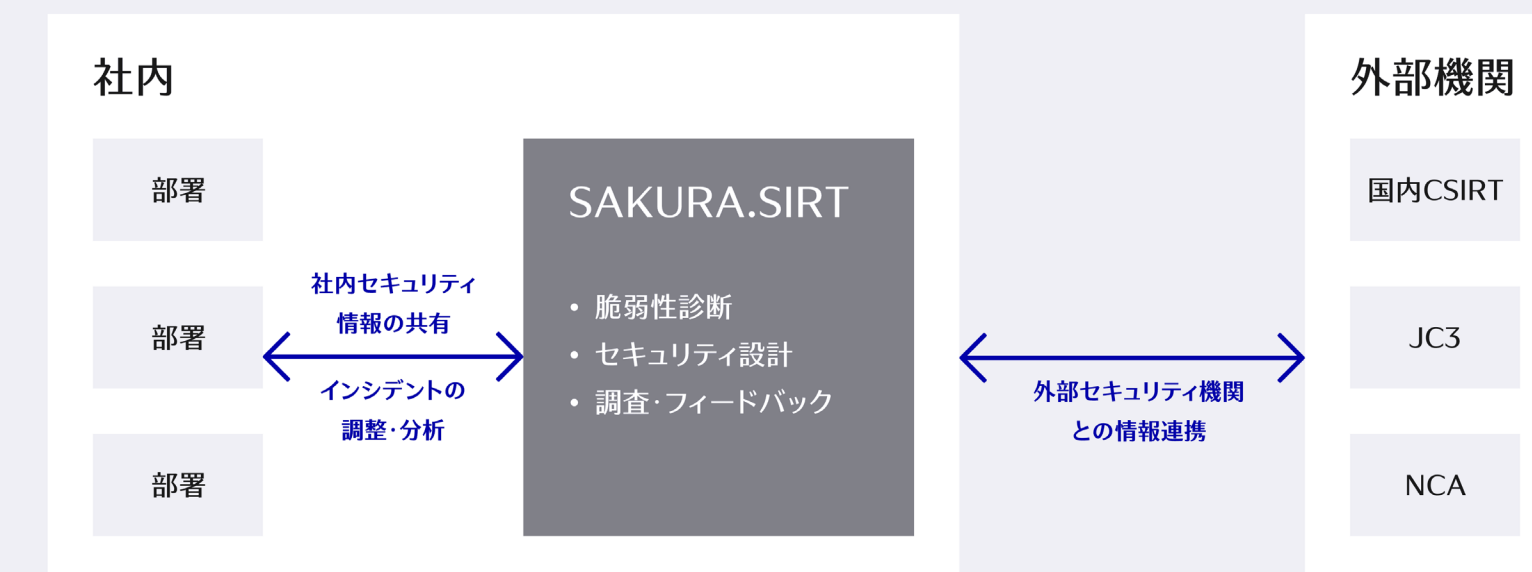 社内
部署
部署
部署
社内セキュリティ
情報の共有
インシデントの
調整・分析
SAKURA.SIRT
• 脆弱性診断
• セキュリティ設計
• 調査・フィードバック
外部セキュリティ機関
との情報連携
外部機関
国内CSIRT
JC3
NCA